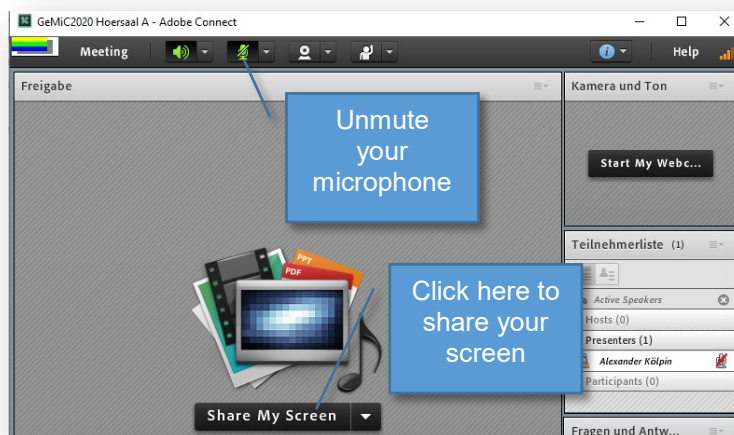 GeMiC2020 Hoersaal A - Adobe Connect
Meeting
Help
Freigabe
Kamera und Ton
Unmute
your
microphone
Start My Webc...
Teilnehmerliste (1)
PPT
PDF
Click here to
share your
screen
Active Speakers
Hosts (0)
Presenters (1)
Alexander Kölpin
Participants (0)
Share My Screen
Fragen und Antw...